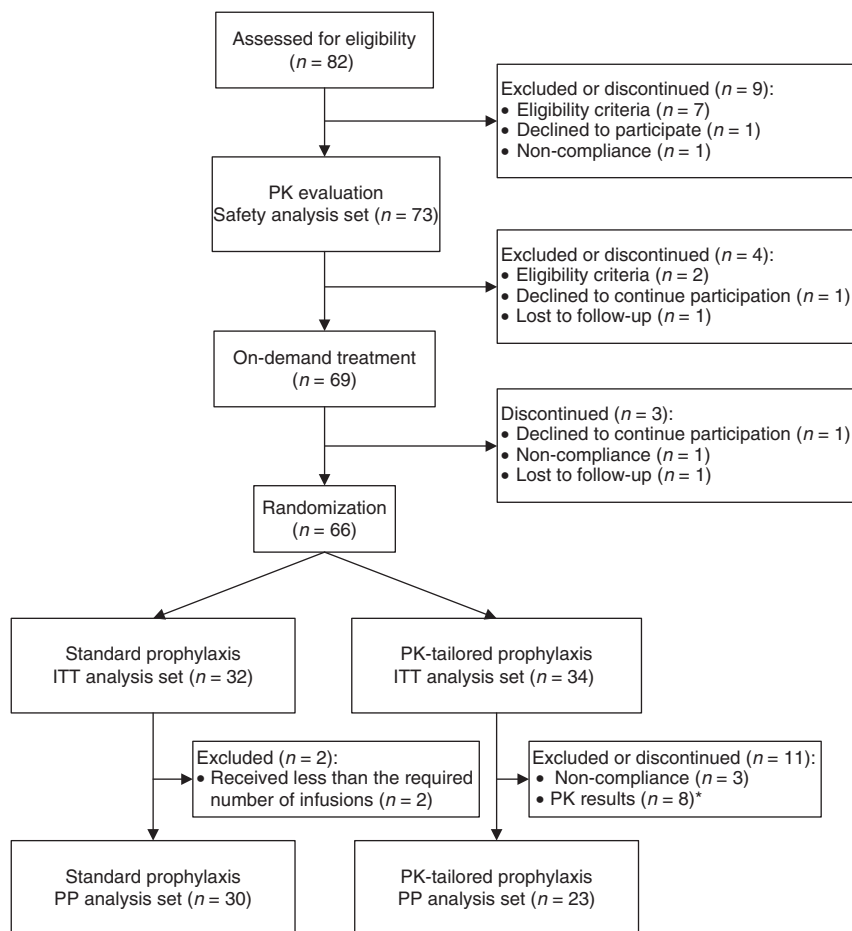 Assessed for eligibility
(n = 82)
Excluded or discontinued (n = 9):
• Eligibility criteria (n = 7)
• Declined to participate (n = 1)
• Non-compliance (n = 1)
PK evaluation
Safety analysis set (n = 73)
Excluded or discontinued (n = 4):
• Eligibility criteria (n = 2)
• Declined to continue participation (n = 1)
• Lost to follow-up (n = 1)
On-demand treatment
(n = 69)
Discontinued (n = 3):
• Declined to continue participation (n = 1)
• Non-compliance (n = 1)
• Lost to follow-up (n = 1)
Randomization
(n = 66)
Standard prophylaxis
ITT analysis set (n = 32)
PK-tailored prophylaxis
ITT analysis set (n = 34)
Excluded (n = 2):
• Received less than the required
number of infusions (n = 2)
Excluded or discontinued (n = 11):
• Non-compliance (n = 3)
• PK results (n = 8)*
Standard prophylaxis
PP analysis set (n = 30)
PK-tailored prophylaxis
PP analysis set (n = 23)